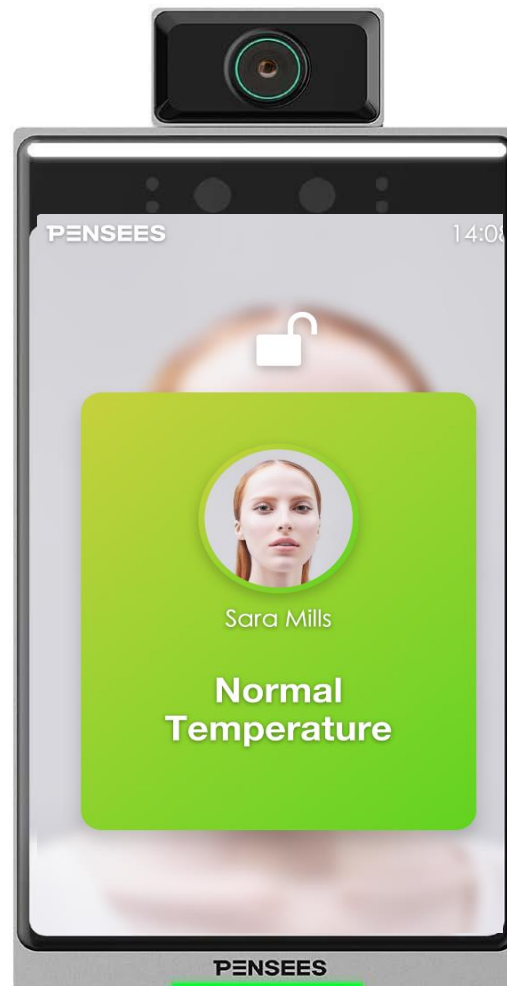 PENSEES
14:08
Sara Mills
Normal
Temperature
PENSEES